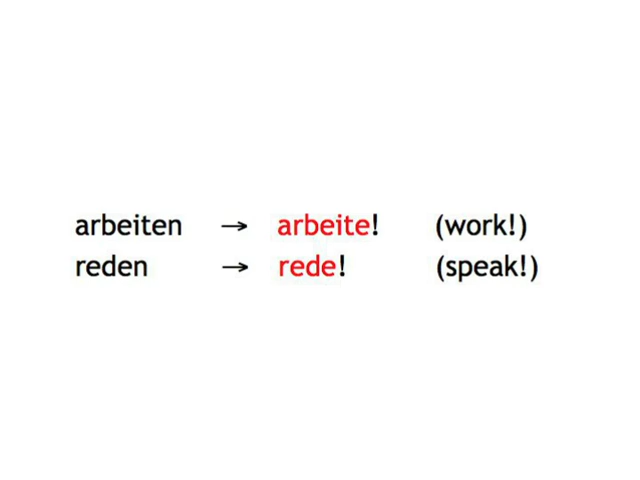 arbeiten → arbeite! (work!)
reden → rede! (speak!)